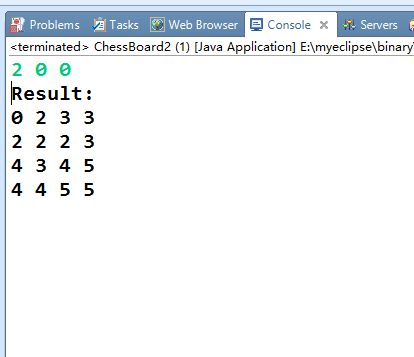 Problems Tasks Web Browser Console Servers
<terminated> ChessBoard2 (1) [Java Application] E:\myeclipse\binary\
2 0 0
Result:
0 2 3 3
2 2 2 3
4 3 4 5
4 4 5 5